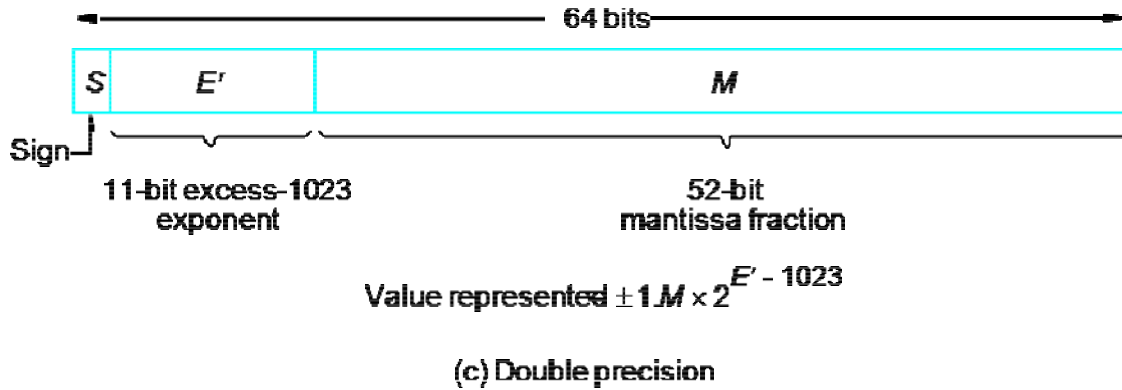 64 bits
S E' M
Sign
11-bit excess-1023
exponent
52-bit
mantissa fraction
Value represented ±1.M × 2^E' - 1023
(c) Double precision